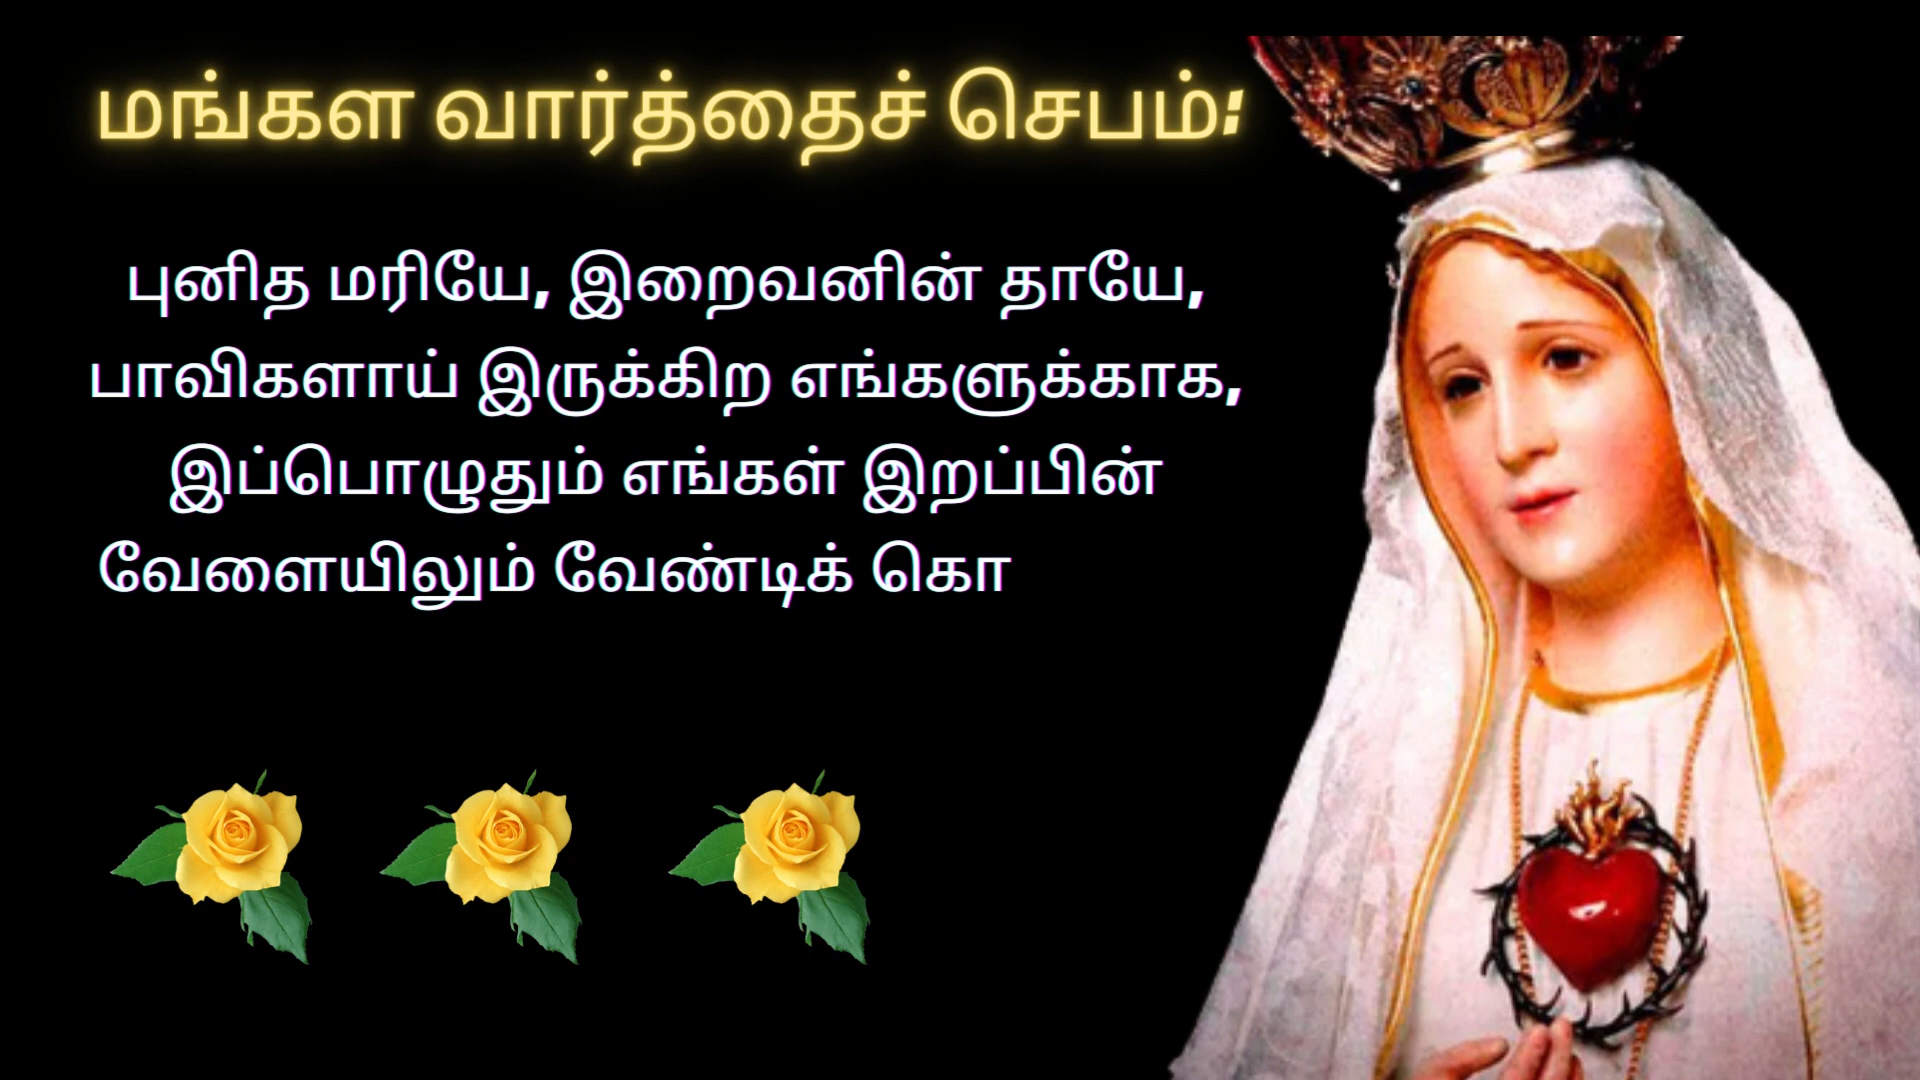 மங்கள வார்த்தைச் செபம்:
புனித மரியே, இறைவனின் தாயே,
பாவிகளாய் இருக்கிற எங்களுக்காக,
இப்பொழுதும் எங்கள் இறப்பின்
வேளையிலும் வேண்டிக் கொ